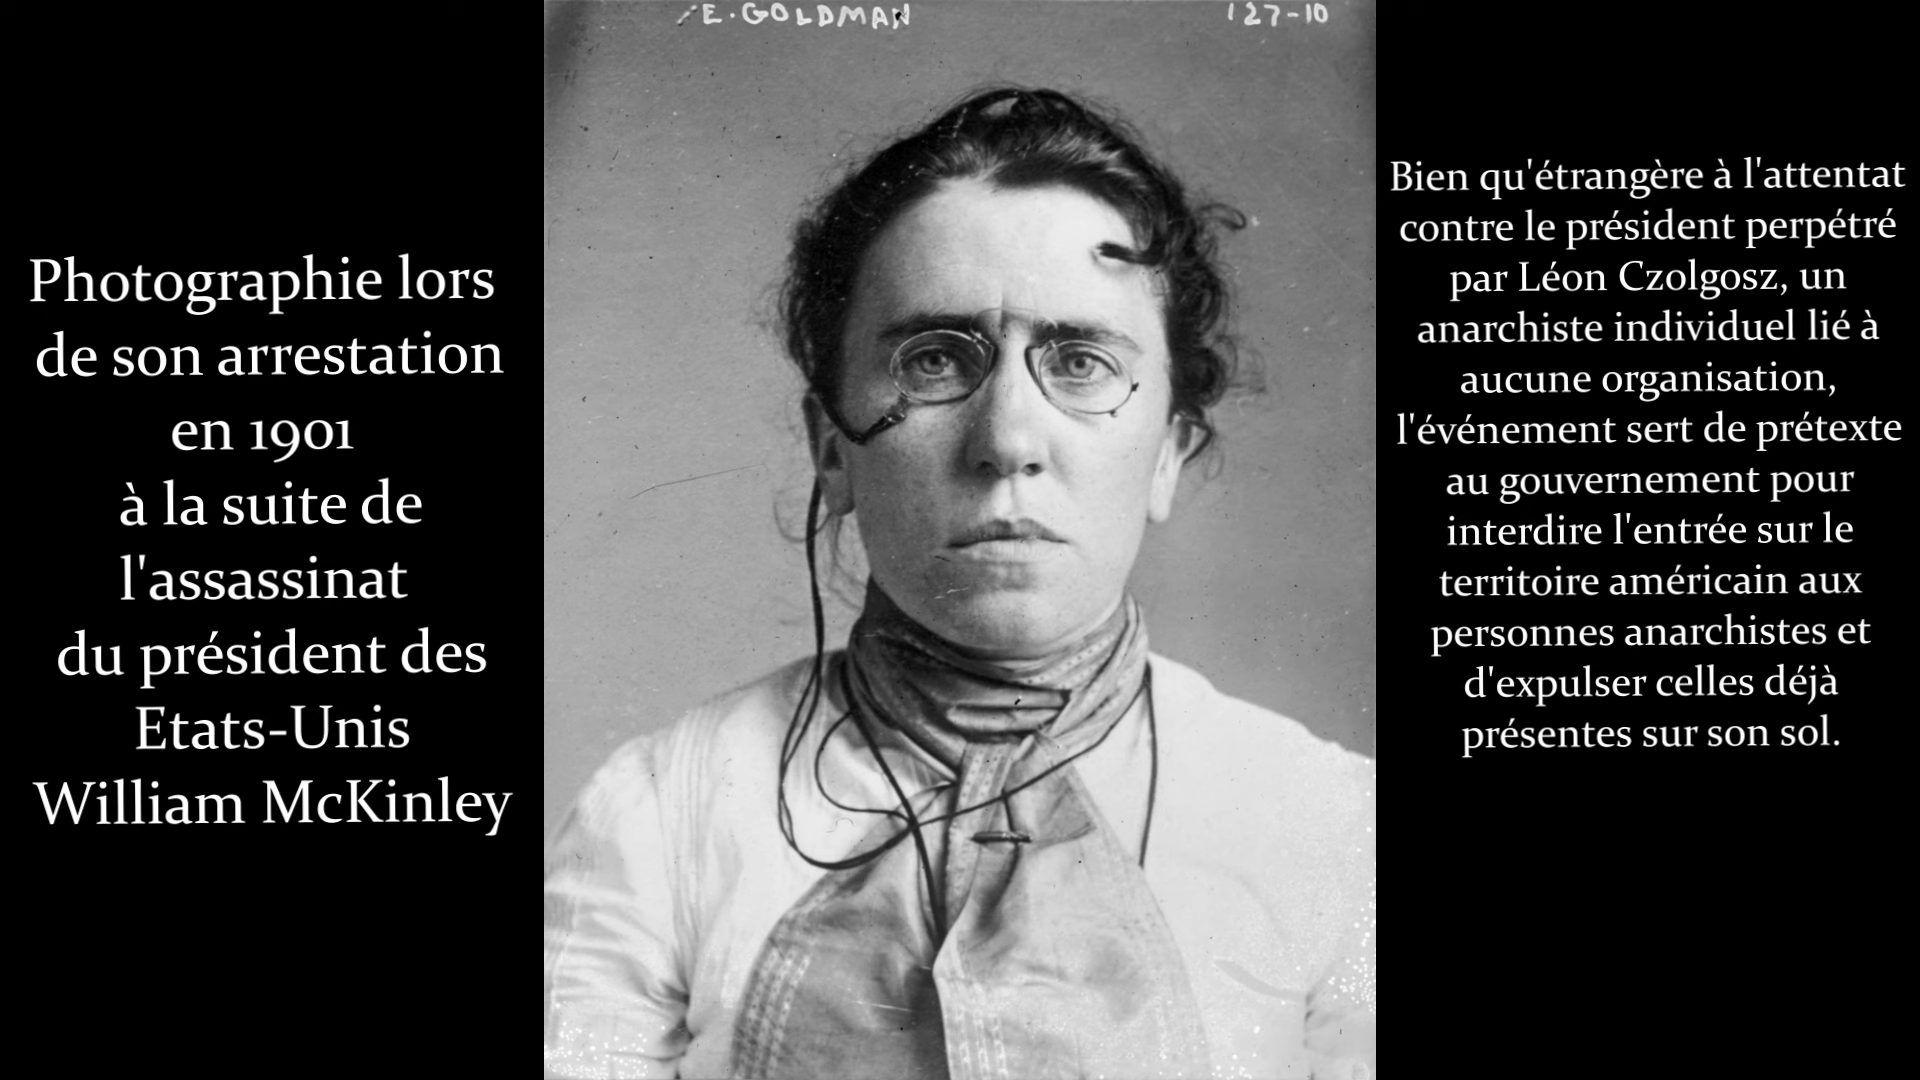 E. GOLDMAN
127-10
Photographie lors
de son arrestation
en 1901
à la suite de
l'assassinat
du président des
Etats-Unis
William McKinley
Bien qu'étrangère à l'attentat
contre le président perpétré
par Léon Czolgosz, un
anarchiste individuel lié à
aucune organisation,
l'événement sert de prétexte
au gouvernement pour
interdire l'entrée sur le
territoire américain aux
personnes anarchistes et
d'expulser celles déjà
présentes sur son sol.